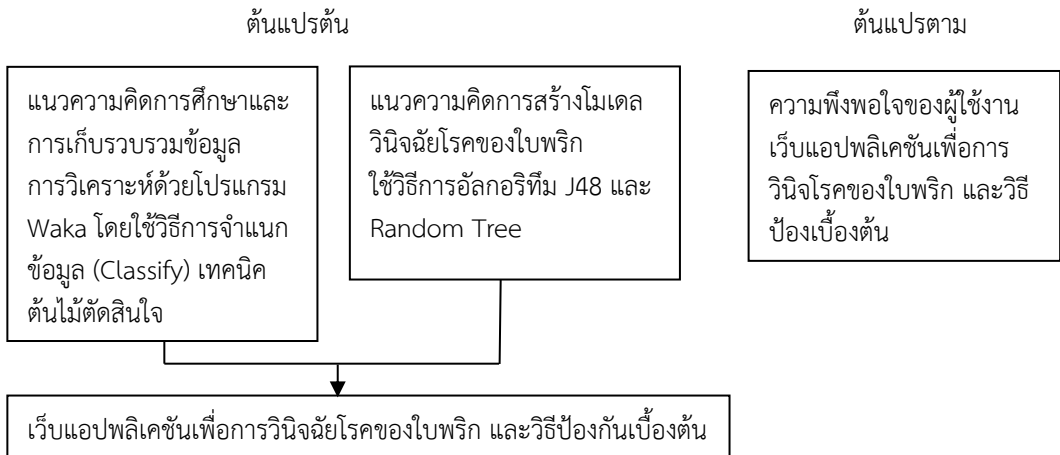 ต้นแปรต้น
ต้นแปรตาม
แนวความคิดการศึกษาและ
การเก็บรวบรวมข้อมูล
การวิเคราะห์ด้วยโปรแกรม
Waka โดยใช้วิธีการจำแนก
ข้อมูล (Classify) เทคนิค
ต้นไม้ตัดสินใจ
แนวความคิดการสร้างโมเดล
วินิจฉัยโรคของใบพริก
ใช้วิธีการอัลกอริทึม J48 และ
Random Tree
ความพึงพอใจของผู้ใช้งาน
เว็บแอปพลิเคชันเพื่อการ
วินิจโรคของใบพริก และวิธี
ป้องเบื้องต้น
เว็บแอปพลิเคชันเพื่อการวินิจฉัยโรคของใบพริก และวิธีป้องกันเบื้องต้น